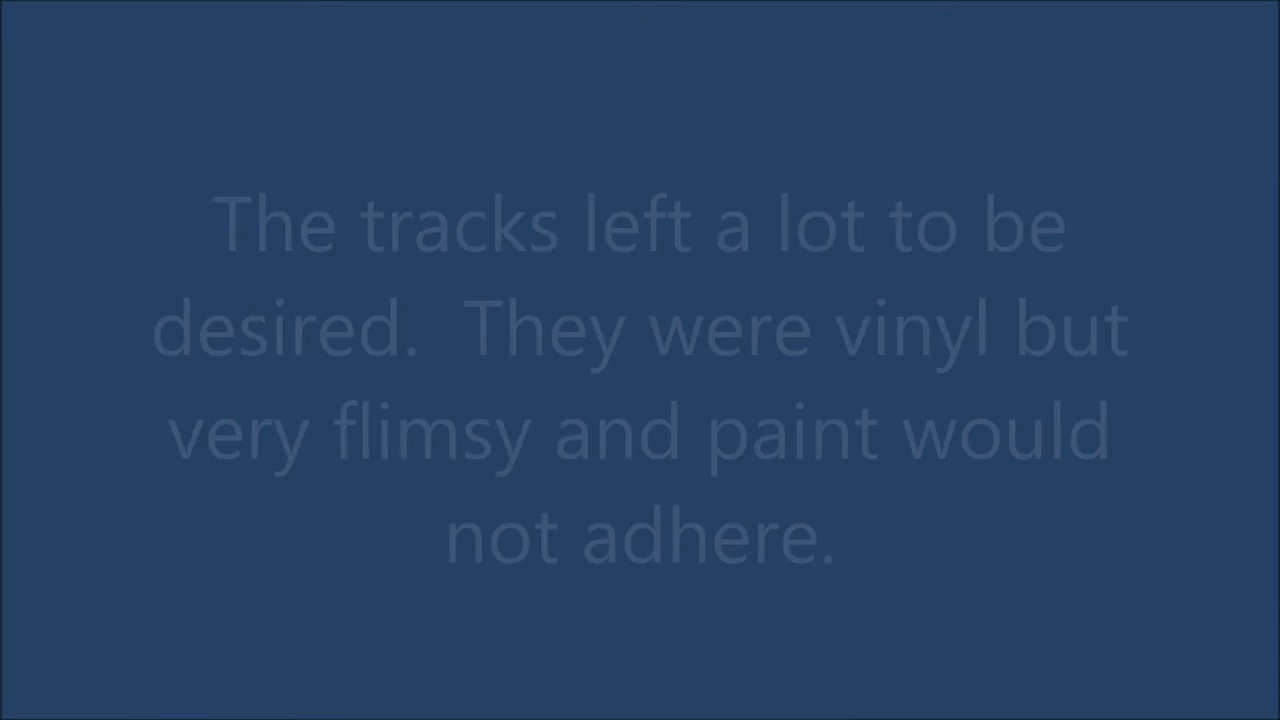 The tracks left a lot to be
desired.  They were vinyl but
very flimsy and paint would
not adhere.